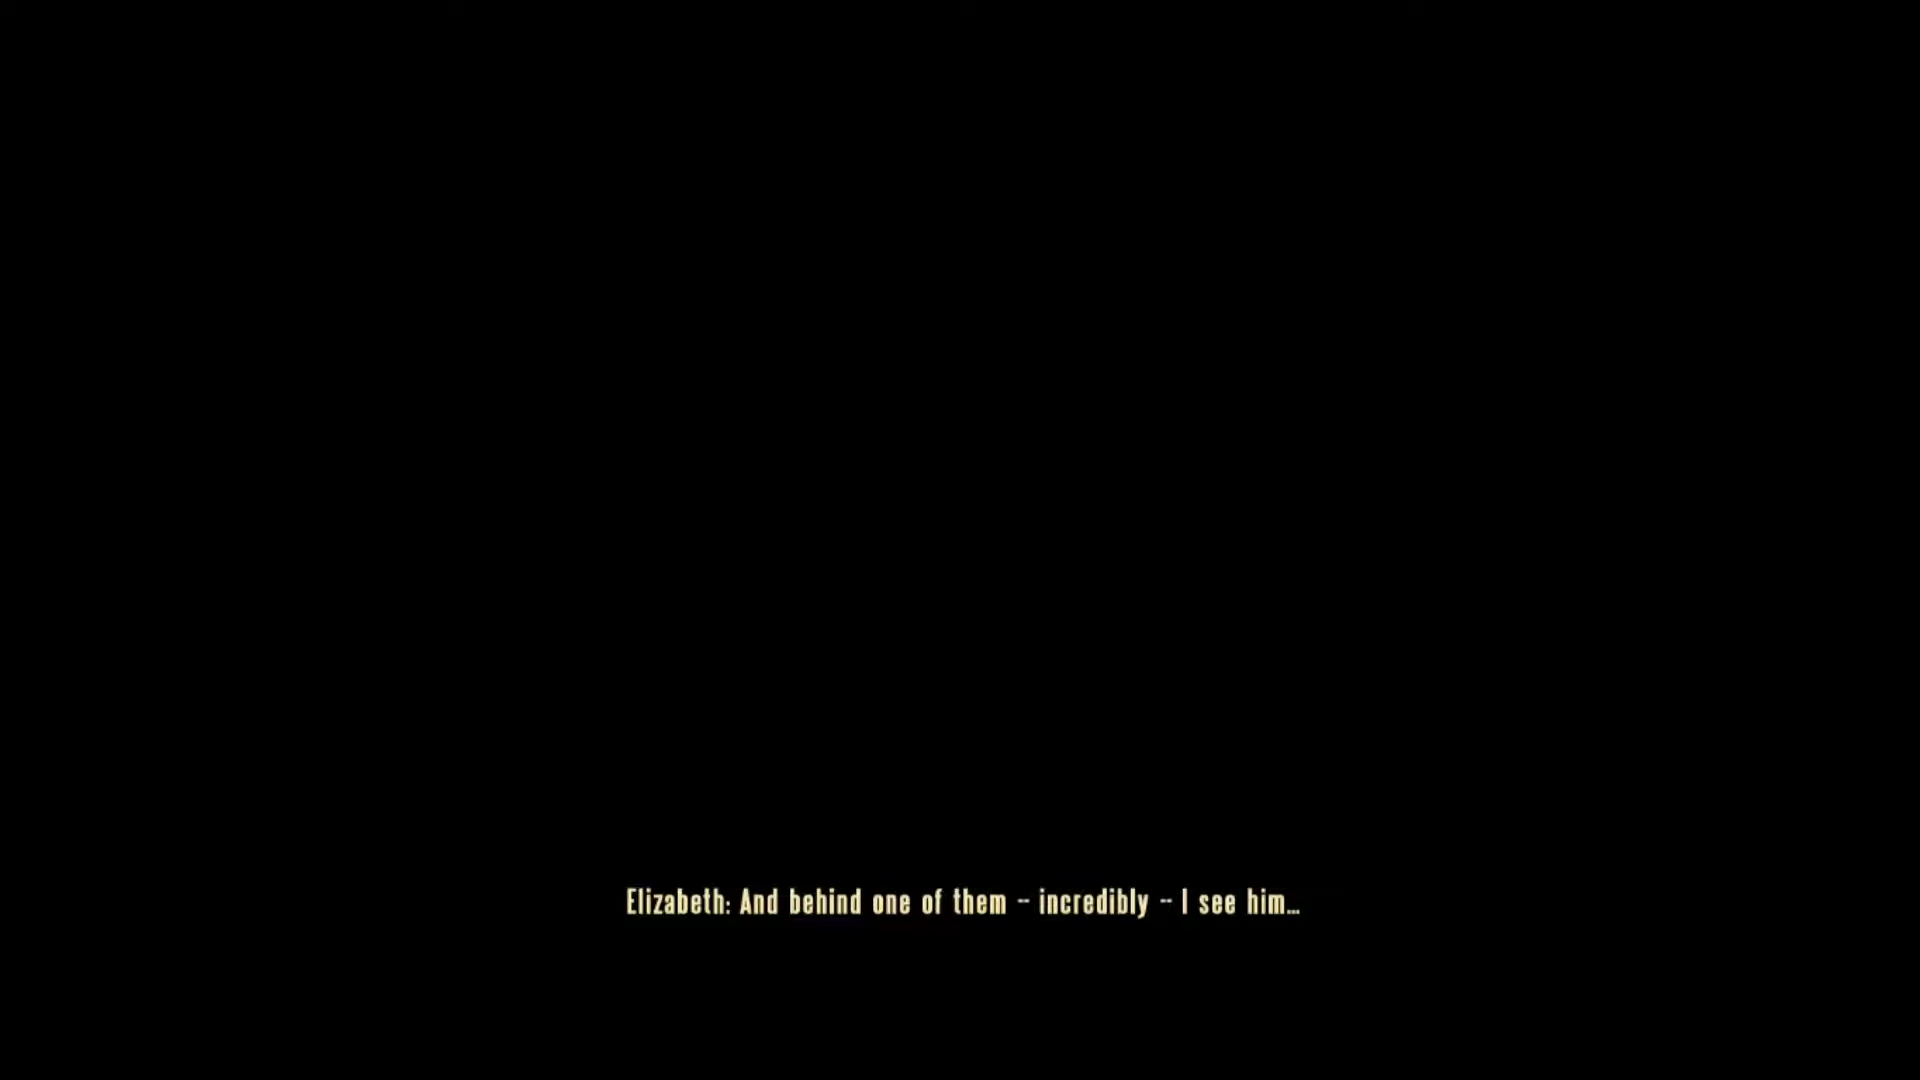 Elizabeth: And behind one of them -- incredibly -- I see him...